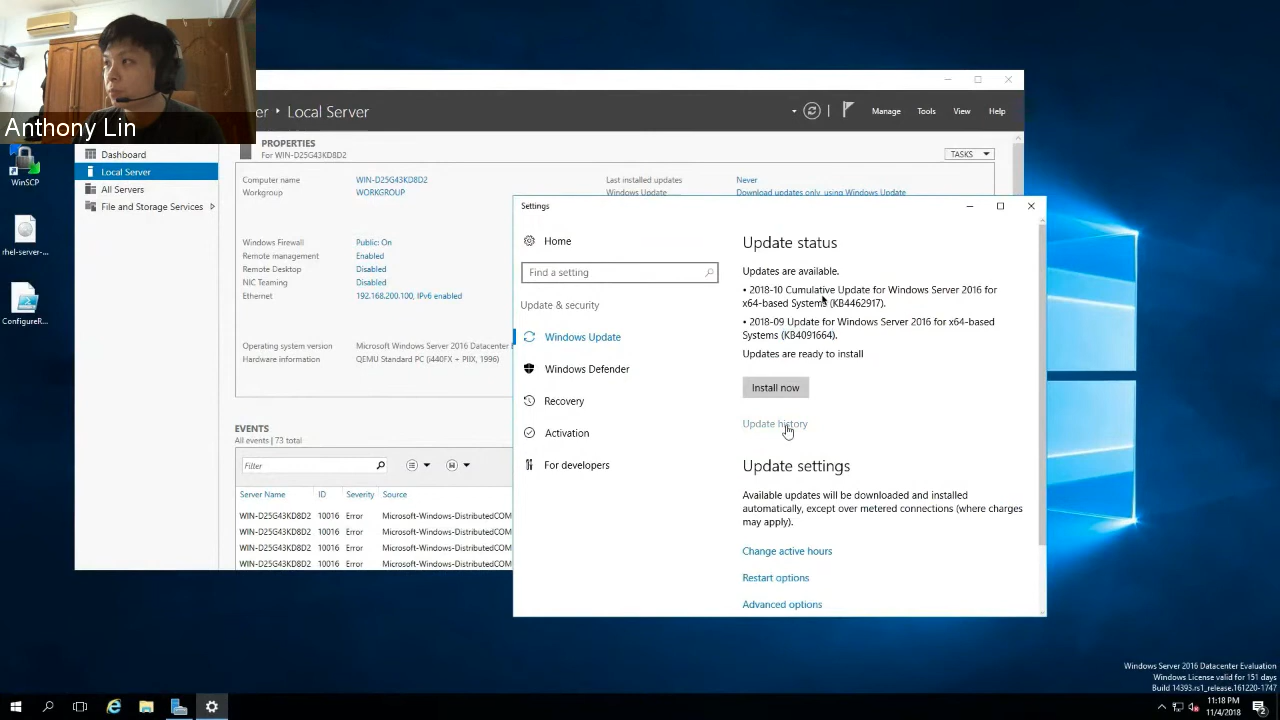 Anthony Lin
er ‣ Local Server
Manage
Tools
View
Help
WinSCP
rhel-server-...
ConfigureR...
Dashboard
Local Server
All Servers
File and Storage Services
PROPERTIES
For WIN-D25G43KD8D2
TASKS
Computer name WIN-D25G43KD8D2
Workgroup WORKGROUP
Last installed updates Never
Windows Update Download updates only, using Windows Update
Windows Firewall Public: On
Remote management Enabled
Remote Desktop Disabled
NIC Teaming Disabled
Ethernet 192.168.200.100, IPv6 enabled
Operating system version Microsoft Windows Server 2016 Datacenter E
Hardware information QEMU Standard PC (i440FX + PIIX, 1996)
EVENTS
All events | 73 total
Filter
Server Name ID Severity Source
WIN-D25G43KD8D2 10016 Error Microsoft-Windows-DistributedCOM
WIN-D25G43KD8D2 10016 Error Microsoft-Windows-DistributedCOM
WIN-D25G43KD8D2 10016 Error Microsoft-Windows-DistributedCOM
WIN-D25G43KD8D2 10016 Error Microsoft-Windows-DistributedCOM
Settings
Home
Find a setting
Update & security
Windows Update
Windows Defender
Recovery
Activation
For developers
Update status
Updates are available.
• 2018-10 Cumulative Update for Windows Server 2016 for
x64-based Systems (KB4462917).
• 2018-09 Update for Windows Server 2016 for x64-based
Systems (KB4091664).
Updates are ready to install
Install now
Update history
Update settings
Available updates will be downloaded and installed
automatically, except over metered connections (where charges
may apply).
Change active hours
Restart options
Advanced options
Windows Server 2016 Datacenter Evaluation
Windows License valid for 151 days
Build 14393.rs1_release.161220-1747
11:18 PM
11/4/2018
2